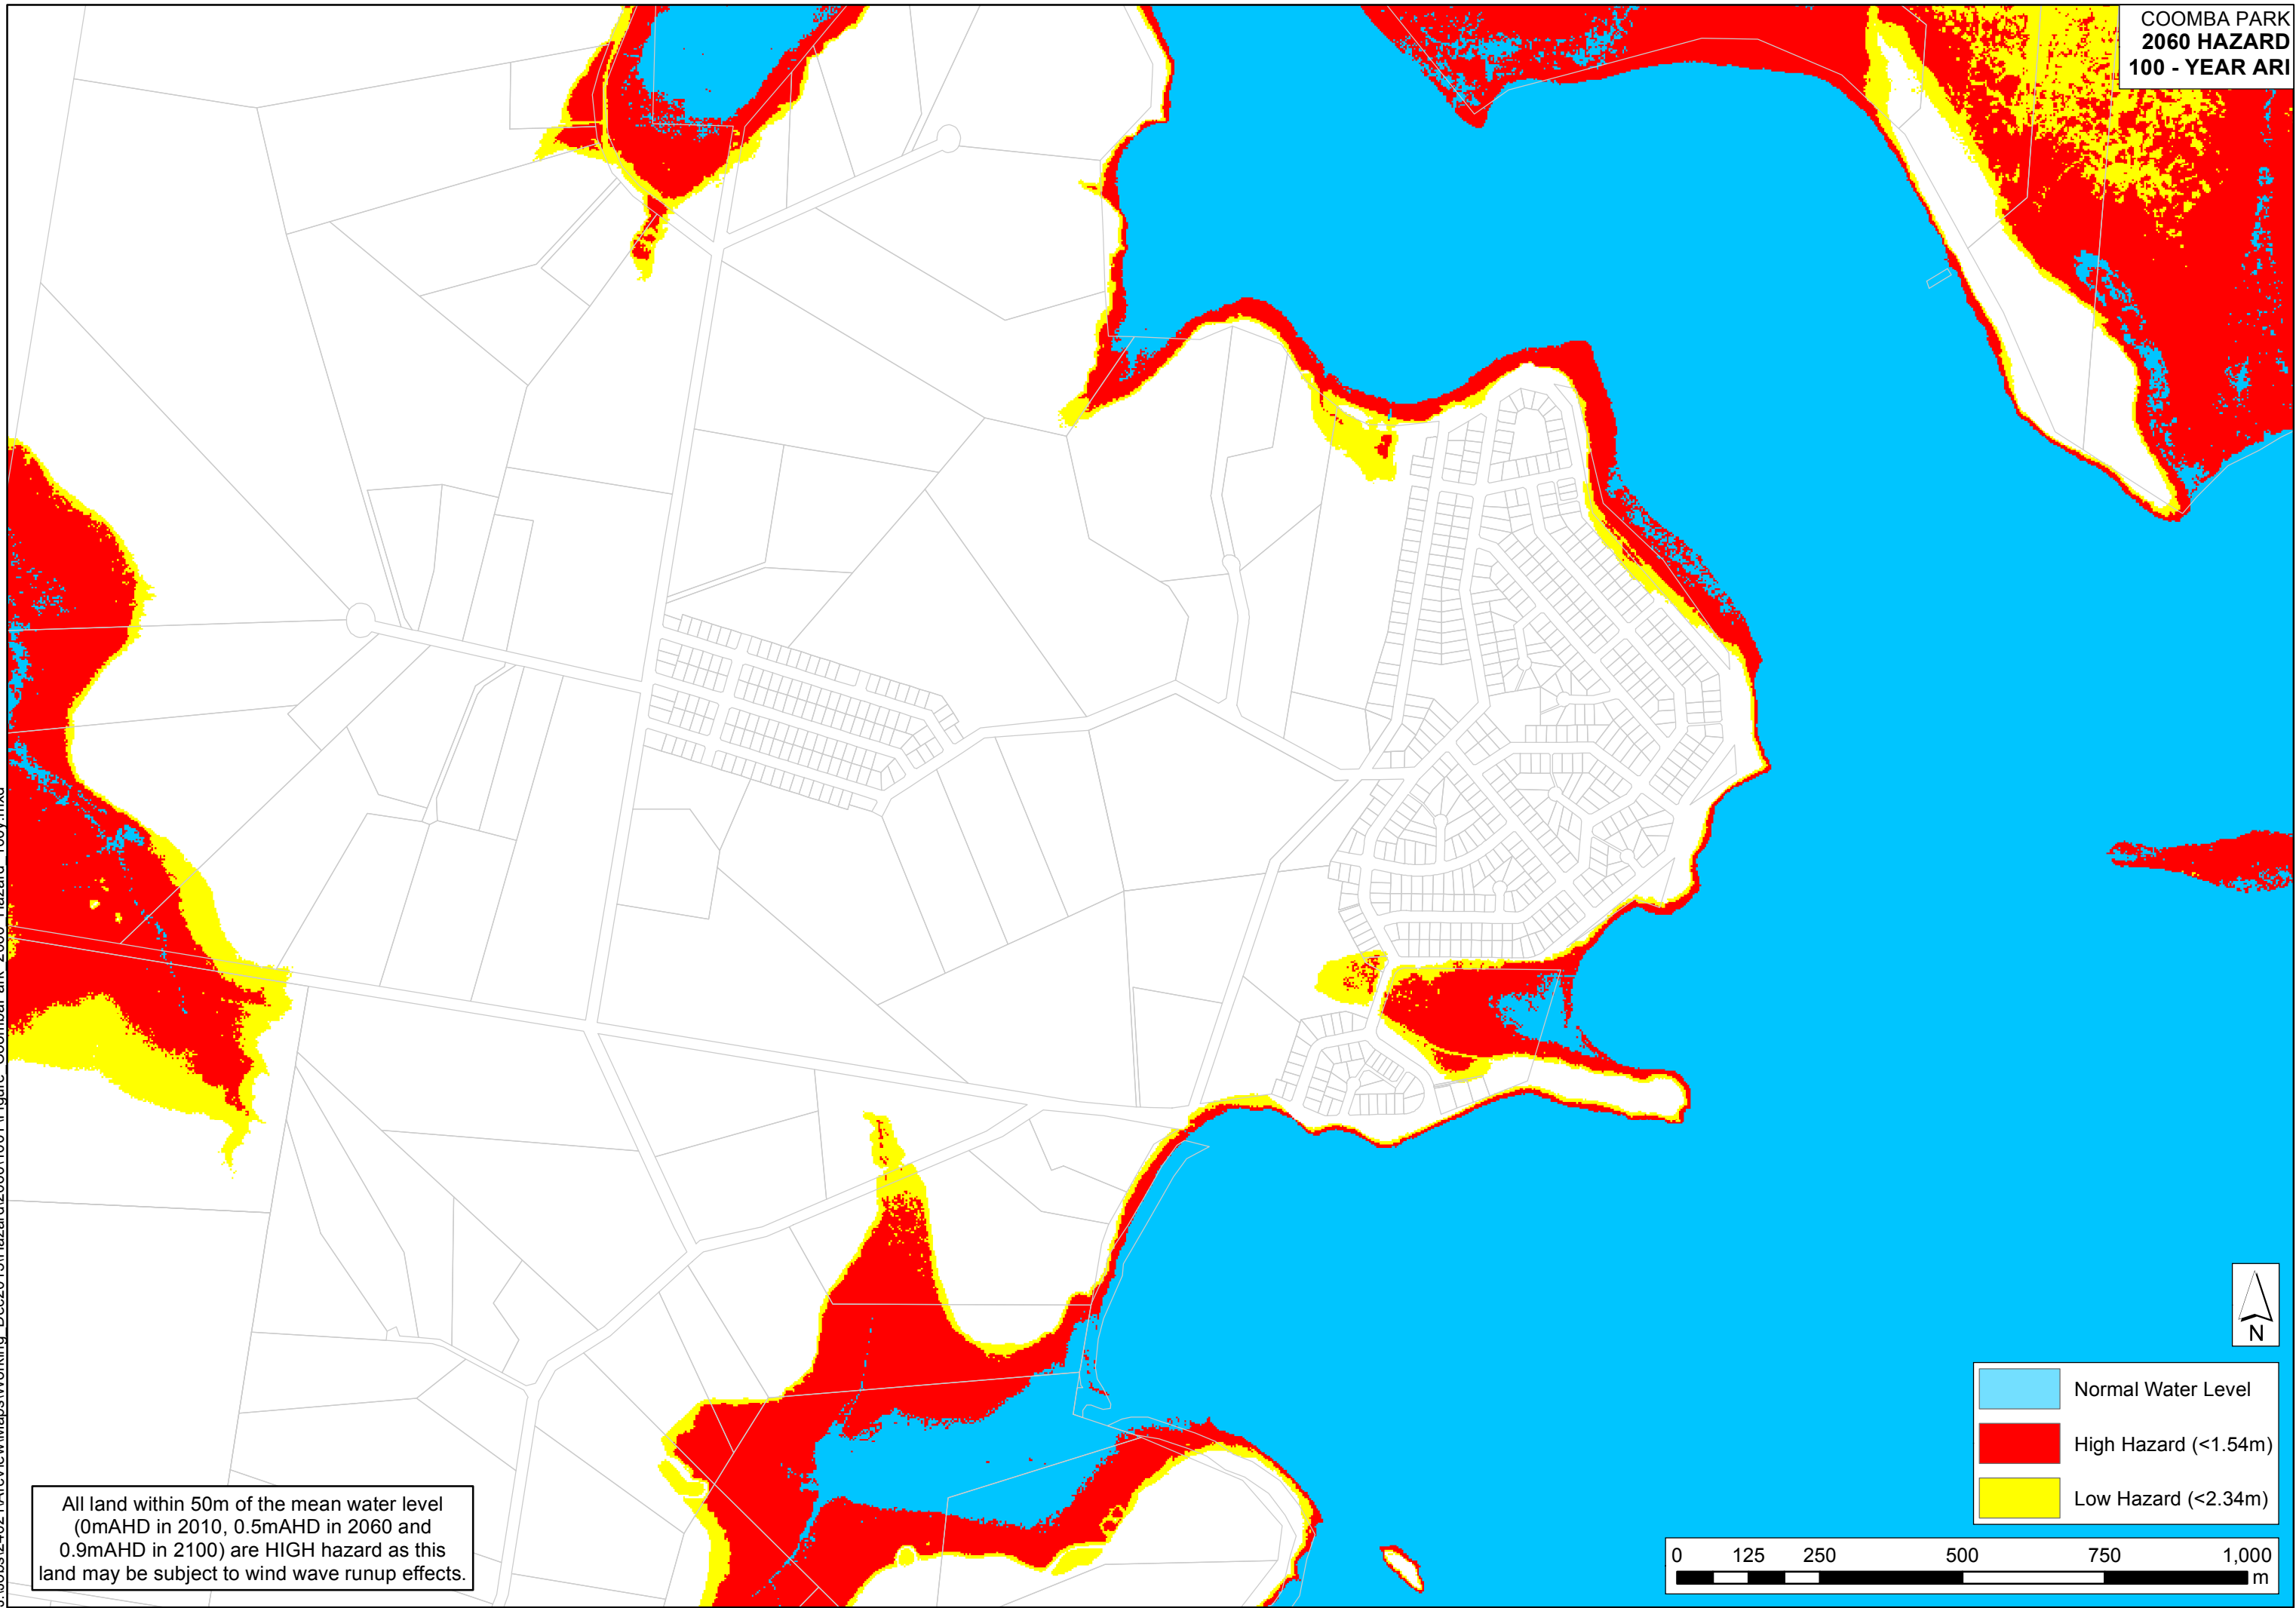 COOMBA PARK
2060 HAZARD
100 - YEAR ARI
N
Normal Water Level
High Hazard (<1.54m)
Low Hazard (<2.34m)
All land within 50m of the mean water level
(0mAHD in 2010, 0.5mAHD in 2060 and
0.9mAHD in 2100) are HIGH hazard as this
land may be subject to wind wave runup effects.
0 125 250 500 750 1,000
m